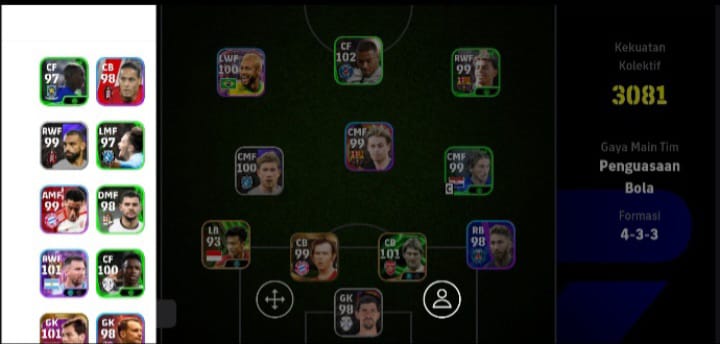 CF
97
CB
98
RWF
99
LMF
97
AMF
99
DMF
98
RWF
101
CF
100
GK
101
GK
98
LWF
100
CF
102
RWF
99
CMF
100
CMF
99
CMF
99
C
LB
93
CB
99
CB
101
RB
98
GK
98
Kekuatan
Kolektif
3081
Gaya Main Tim
Penguasaan
Bola
Formasi
4-3-3